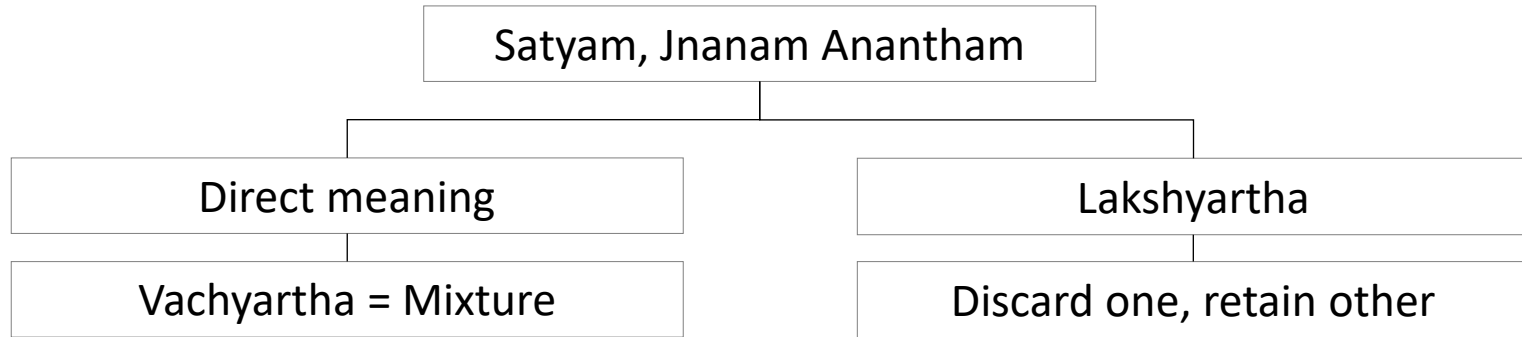 Satyam, Jnanam Anantham
Direct meaning
Lakshyartha
Vachyartha = Mixture
Discard one, retain other